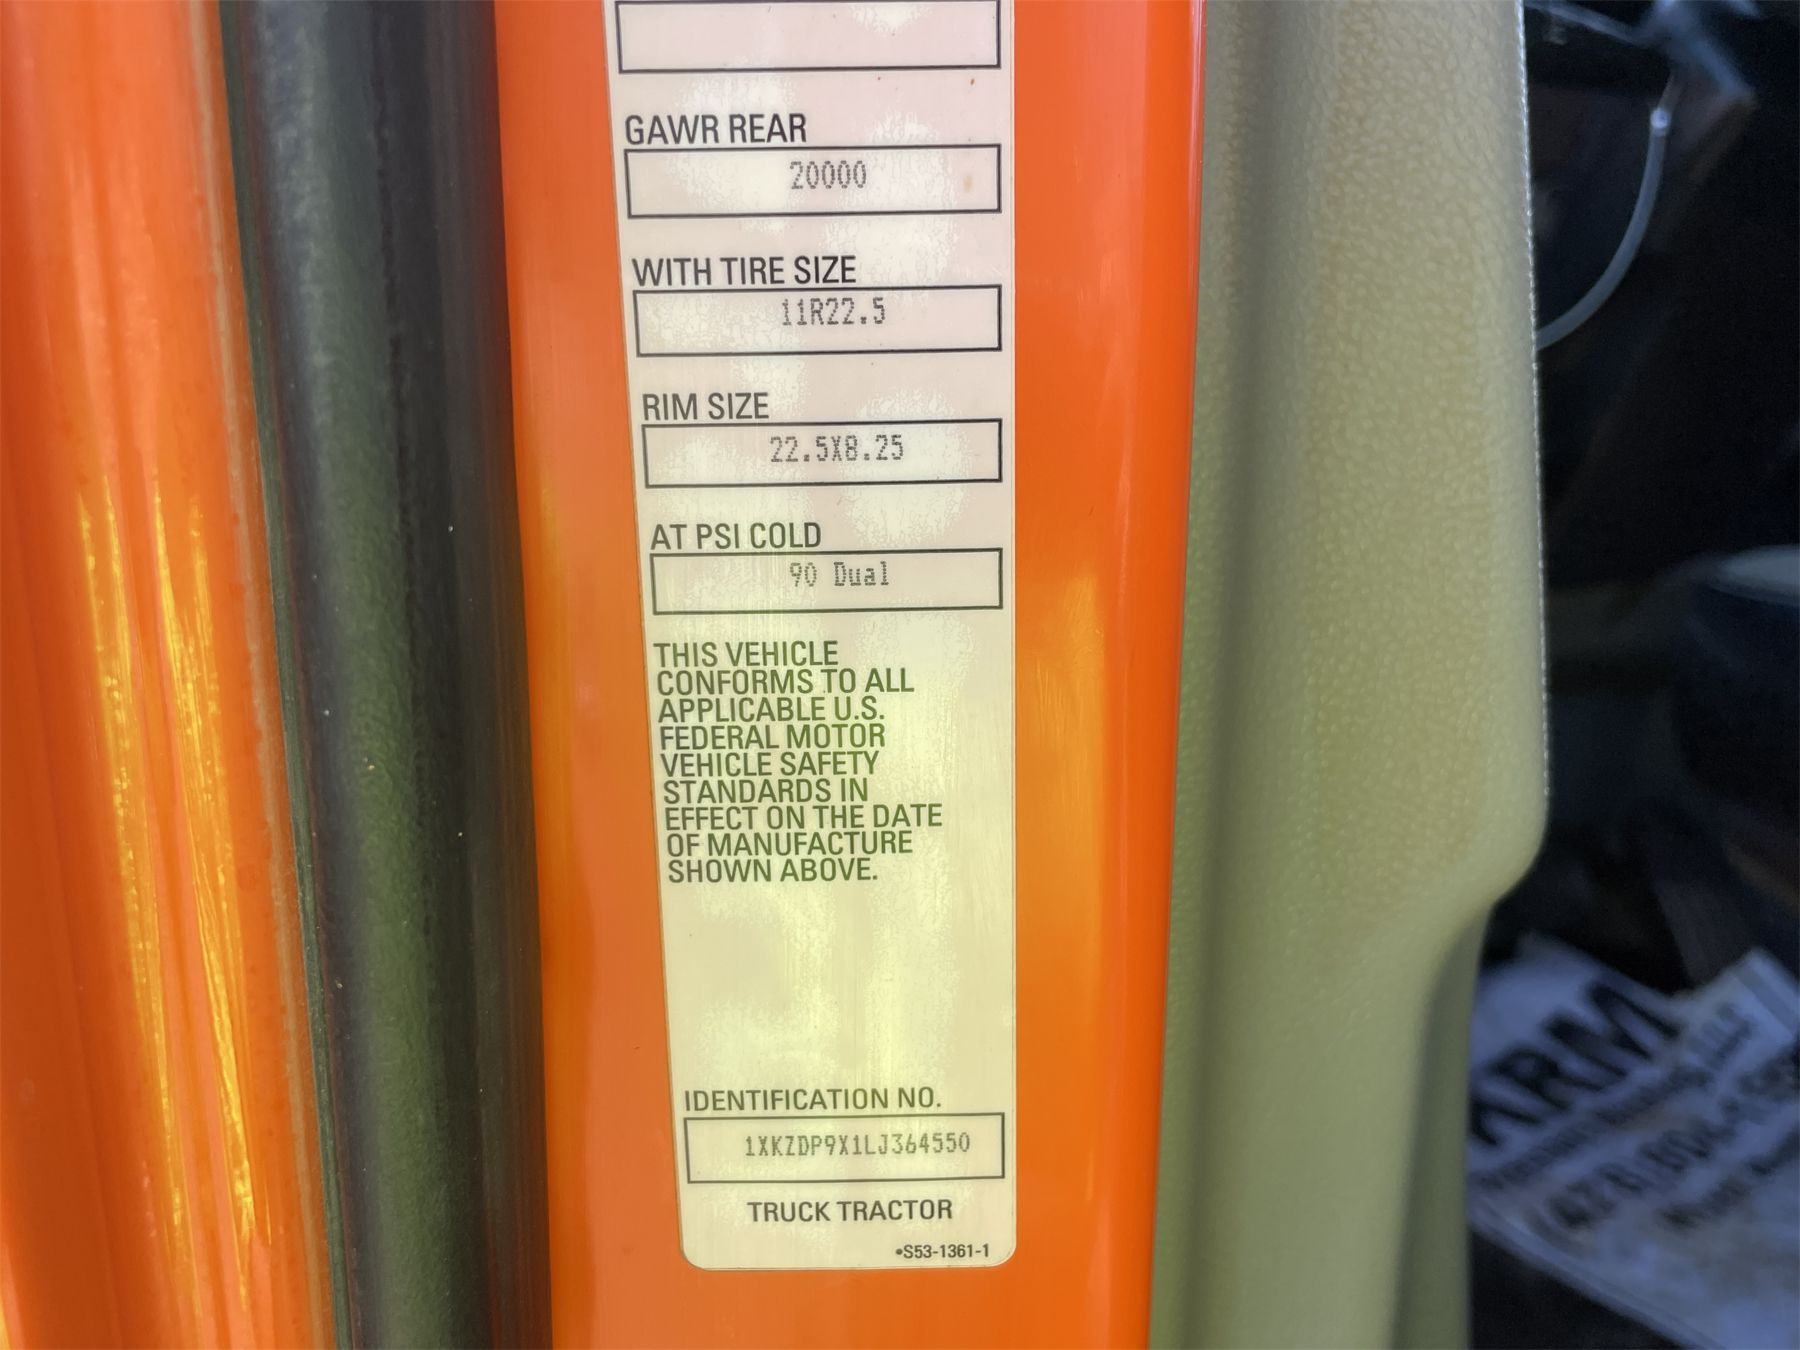 GAWR REAR
20000
WITH TIRE SIZE
11R22.5
RIM SIZE
22.5X8.25
AT PSI COLD
90 Dual
THIS VEHICLE
CONFORMS TO ALL
APPLICABLE U.S.
FEDERAL MOTOR
VEHICLE SAFETY
STANDARDS IN
EFFECT ON THE DATE
OF MANUFACTURE
SHOWN ABOVE.
IDENTIFICATION NO.
1XKZDP9X1LJ364550
TRUCK TRACTOR
•S53-1361-1
ARM